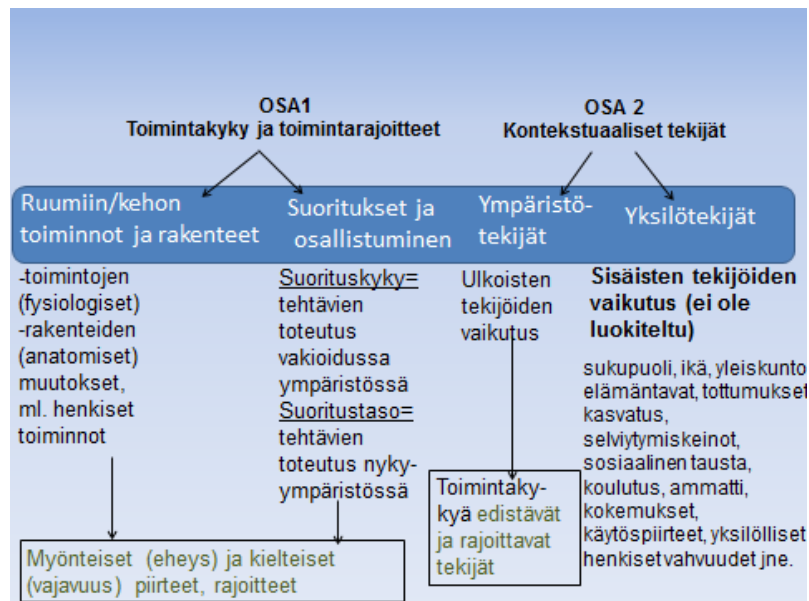 OSA1
Toimintakyky ja toimintarajoitteet
OSA 2
Kontekstuaaliset tekijät
Ruumiin/kehon
toiminnot ja rakenteet
Suoritukset ja
osallistuminen
Ympäristö-
tekijät
Yksilötekijät
-toimintojen
(fysiologiset)
-rakenteiden
(anatomiset)
muutokset,
ml. henkiset
toiminnot
Suorituskyky=
tehtävien
toteutus
vakioidussa
ympäristössä
Suoritustaso=
tehtävien
toteutus nyky-
ympäristössä
Ulkoisten
tekijöiden
vaikutus
Sisäisten tekijöiden
vaikutus (ei ole
luokiteltu)
sukupuoli, ikä, yleiskunto
elämäntavat, tottumukset
kasvatus,
selviytymiskeinot,
sosiaalinen tausta,
koulutus, ammatti,
kokemukset,
käytöspiirteet, yksilölliset
henkiset vahvuudet jne.
Myönteiset (eheys) ja kielteiset
(vajavuus) piirteet, rajoitteet
Toimintaky-
kyä edistävät
ja rajoittavat
tekijät